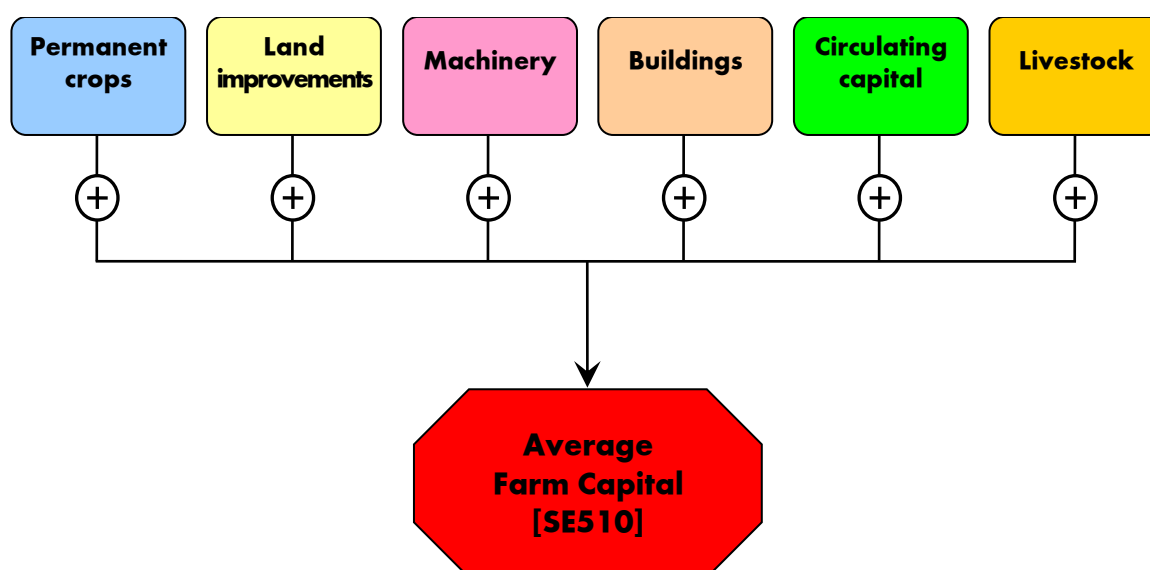 Permanent
crops
Land
improvements
Machinery
Buildings
Circulating
capital
Livestock
+
+
+
+
+
+
Average
Farm Capital
[SE510]